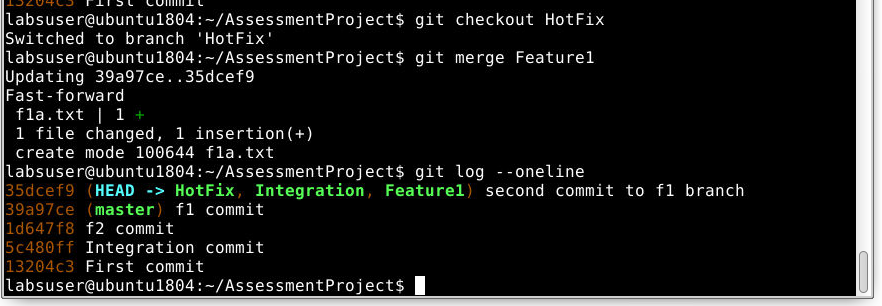 13204c3 First commit
labsuser@ubuntu1804:~/AssessmentProject$ git checkout HotFix
Switched to branch 'HotFix'
labsuser@ubuntu1804:~/AssessmentProject$ git merge Feature1
Updating 39a97ce..35dcef9
Fast-forward
 f1a.txt | 1 +
 1 file changed, 1 insertion(+)
 create mode 100644 f1a.txt
labsuser@ubuntu1804:~/AssessmentProject$ git log --oneline
35dcef9 (HEAD -> HotFix, Integration, Feature1) second commit to f1 branch
39a97ce (master) f1 commit
1d647f8 f2 commit
5c480ff Integration commit
13204c3 First commit
labsuser@ubuntu1804:~/AssessmentProject$